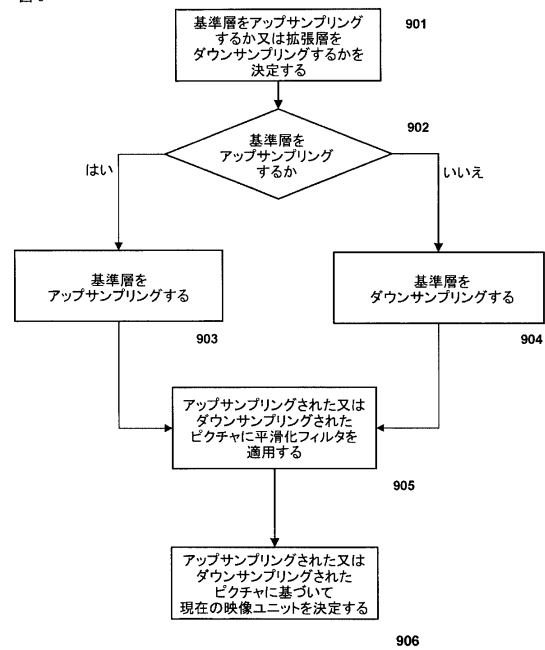 基準層をアップサンプリング
するか又は拡張層を
ダウンサンプリングするかを
決定する
901
基準層を
アップサンプリング
するか
902
はい
いいえ
基準層を
アップサンプリングする
903
基準層を
ダウンサンプリングする
904
アップサンプリングされた又は
ダウンサンプリングされた
ピクチャに平滑化フィルタを
適用する
905
アップサンプリングされた又は
ダウンサンプリングされた
ピクチャに基づいて
現在の映像ユニットを決定する
906